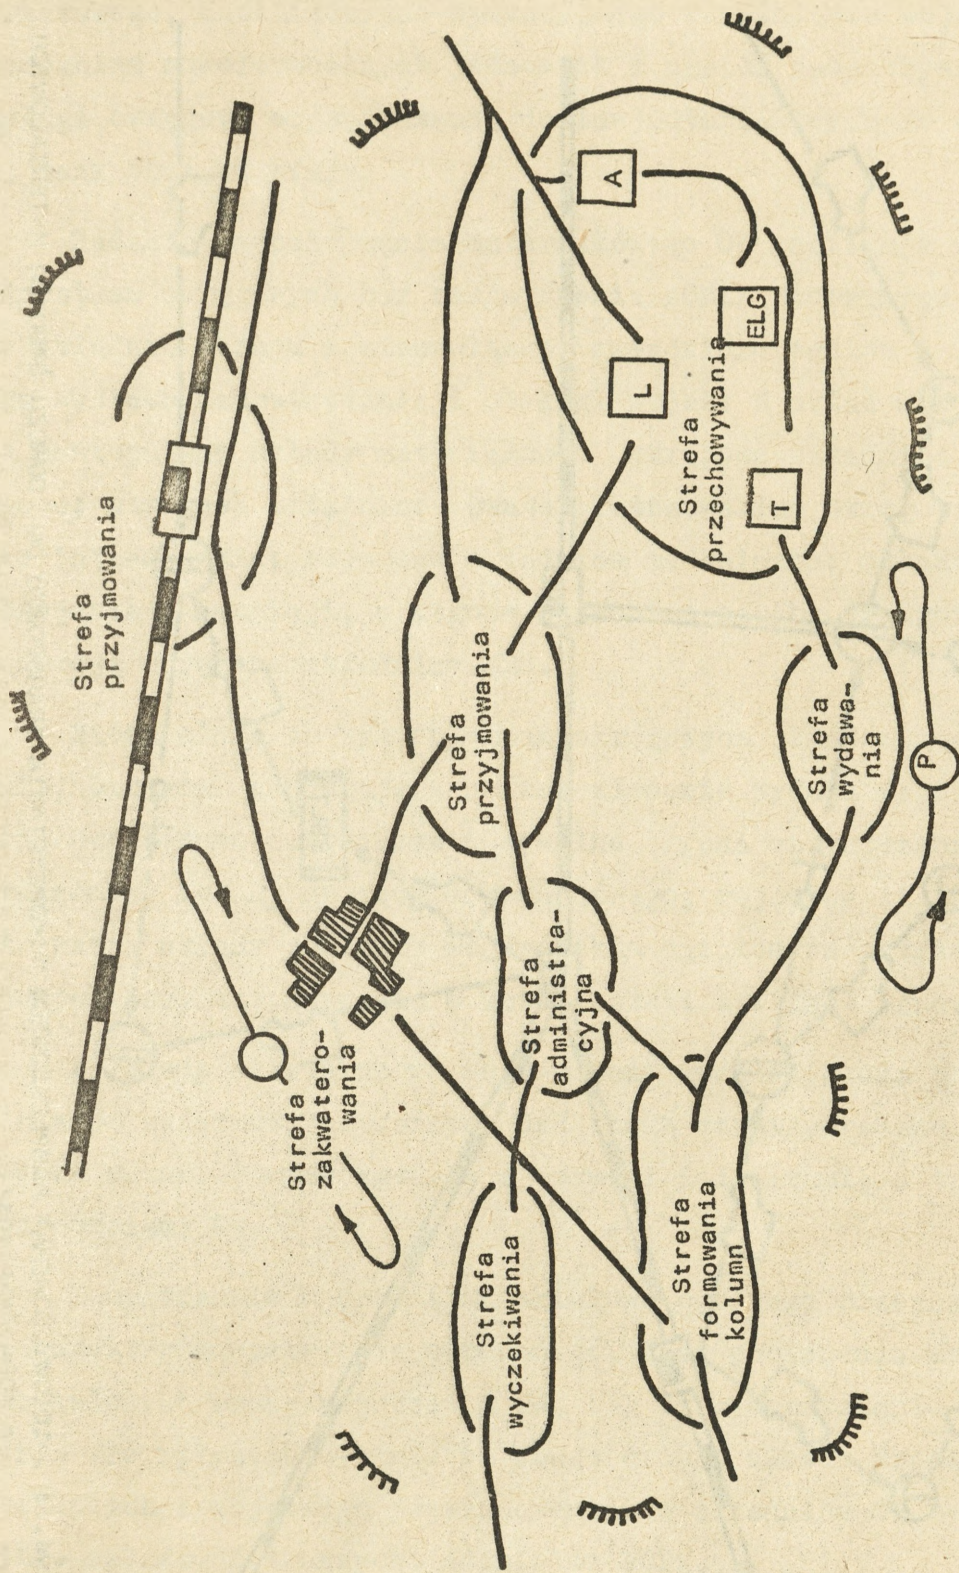 Strefa
przyjmowania
Strefa
zakwatero-
wania
Strefa
przyjmowania
Strefa
administra-
cyjna
Strefa
wyczekiwania
Strefa
przechowywania
A
L
ELG
T
Strefa
wydawa-
nia
P
Strefa
formowania
kolumn